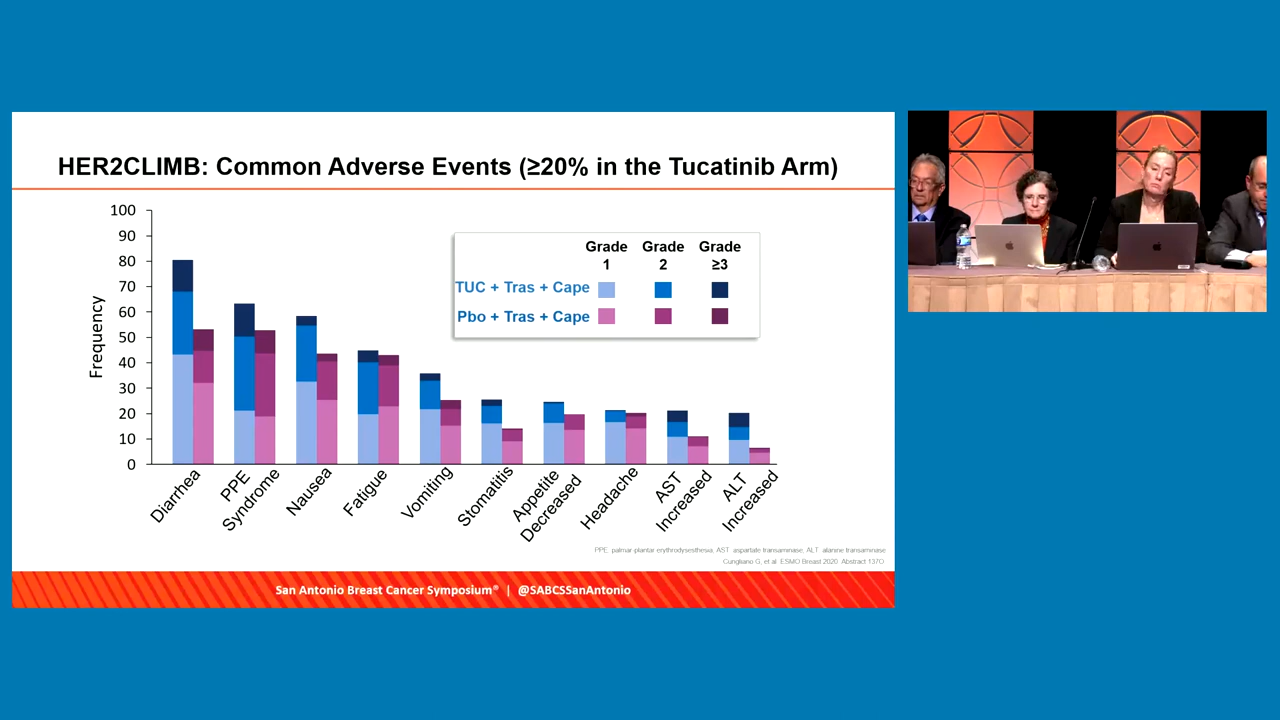 HER2CLIMB: Common Adverse Events (≥20% in the Tucatinib Arm)
Frequency
100
90
80
70
60
50
40
30
20
10
0
Grade 1
Grade 2
Grade ≥3
TUC + Tras + Cape
Pbo + Tras + Cape
Diarrhea
PPE
Syndrome
Nausea
Fatigue
Vomiting
Stomatitis
Appetite
Decreased
Headache
AST
Increased
ALT
Increased
PPE: palmar-plantar erythrodysesthesia, AST: aspartate transaminase, ALT: alanine transaminase
Curigliano G, et al. ESMO Breast 2020. Abstract 137O.
San Antonio Breast Cancer Symposium® | @SABCSSanAntonio